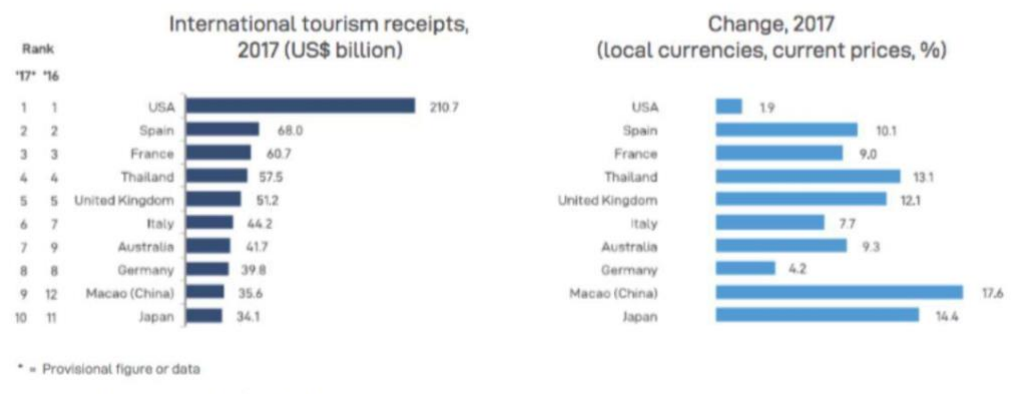 International tourism receipts,
2017 (US$ billion)
Rank
'17* '16
1 1 USA 210.7
2 2 Spain 68.0
3 3 France 60.7
4 4 Thailand 57.5
5 5 United Kingdom 51.2
6 7 Italy 44.2
7 9 Australia 41.7
8 8 Germany 39.8
9 12 Macao (China) 35.6
10 11 Japan 34.1
Change, 2017
(local currencies, current prices, %)
USA 1.9
Spain 10.1
France 9.0
Thailand 13.1
United Kingdom 12.1
Italy 7.7
Australia 9.3
Germany 4.2
Macao (China) 17.6
Japan 14.4
* = Provisional figure or data